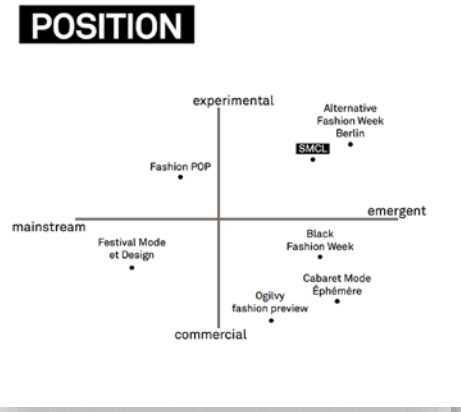 POSITION
experimental
Alternative
Fashion Week
Berlin
SMCL
Fashion POP
emergent
mainstream
Black
Fashion Week
Festival Mode
et Design
Cabaret Mode
Éphémère
Ogilvy
fashion preview
commercial